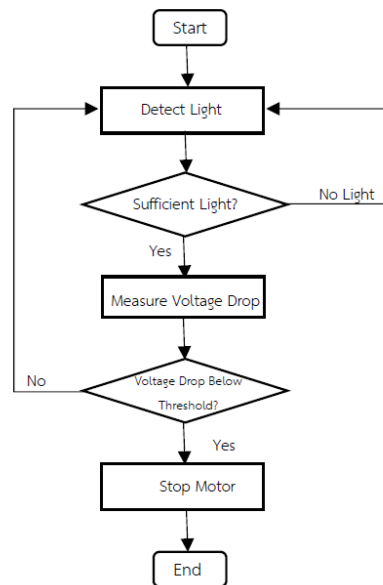 Start
Detect Light
Sufficient Light?
No Light
Yes
Measure Voltage Drop
Voltage Drop Below
Threshold?
No
Yes
Stop Motor
End